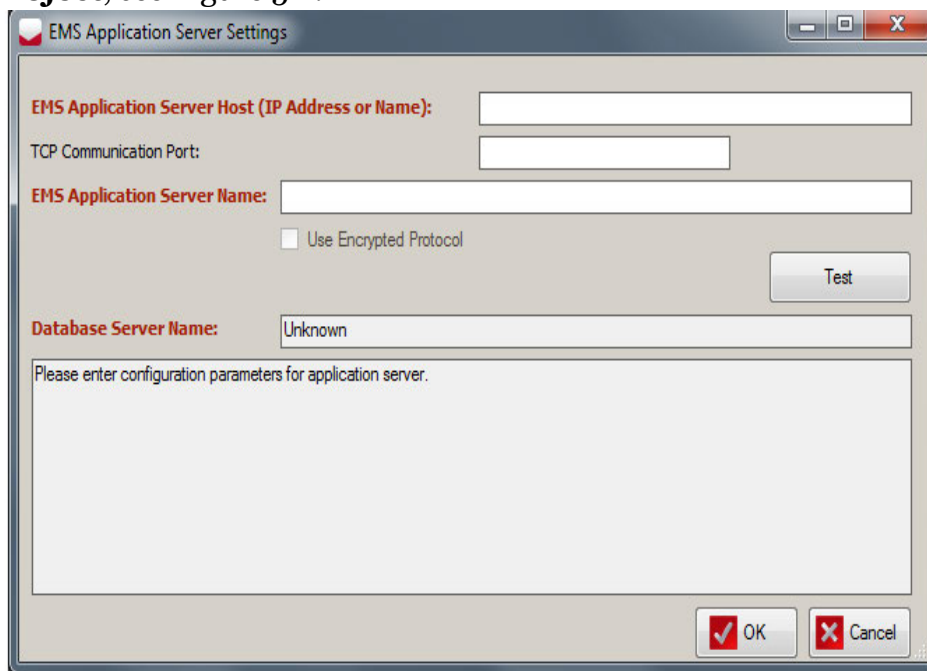 EMS Application Server Settings
EMS Application Server Host (IP Address or Name):
TCP Communication Port:
EMS Application Server Name:
Use Encrypted Protocol
Test
Database Server Name: Unknown
Please enter configuration parameters for application server.
OK Cancel